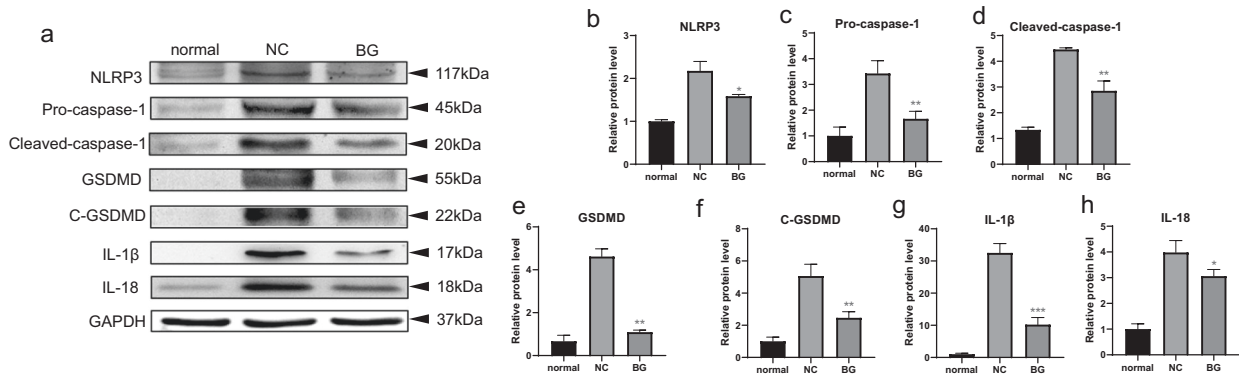 a
normal NC BG
NLRP3 117kDa
Pro-caspase-1 45kDa
Cleaved-caspase-1 20kDa
GSDMD 55kDa
C-GSDMD 22kDa
IL-1β 17kDa
IL-18 18kDa
GAPDH 37kDa
b
NLRP3
Relative protein level
3
2
1
0
normal NC BG
*
c
Pro-caspase-1
Relative protein level
5
4
3
2
1
0
normal NC BG
**
d
Cleaved-caspase-1
Relative protein level
5
4
3
2
1
0
normal NC BG
**
e
GSDMD
Relative protein level
6
4
2
0
normal NC BG
**
f
C-GSDMD
Relative protein level
8
6
4
2
0
normal NC BG
**
g
IL-1β
Relative protein level
40
30
20
10
0
normal NC BG
***
h
IL-18
Relative protein level
5
4
3
2
1
0
normal NC BG
*